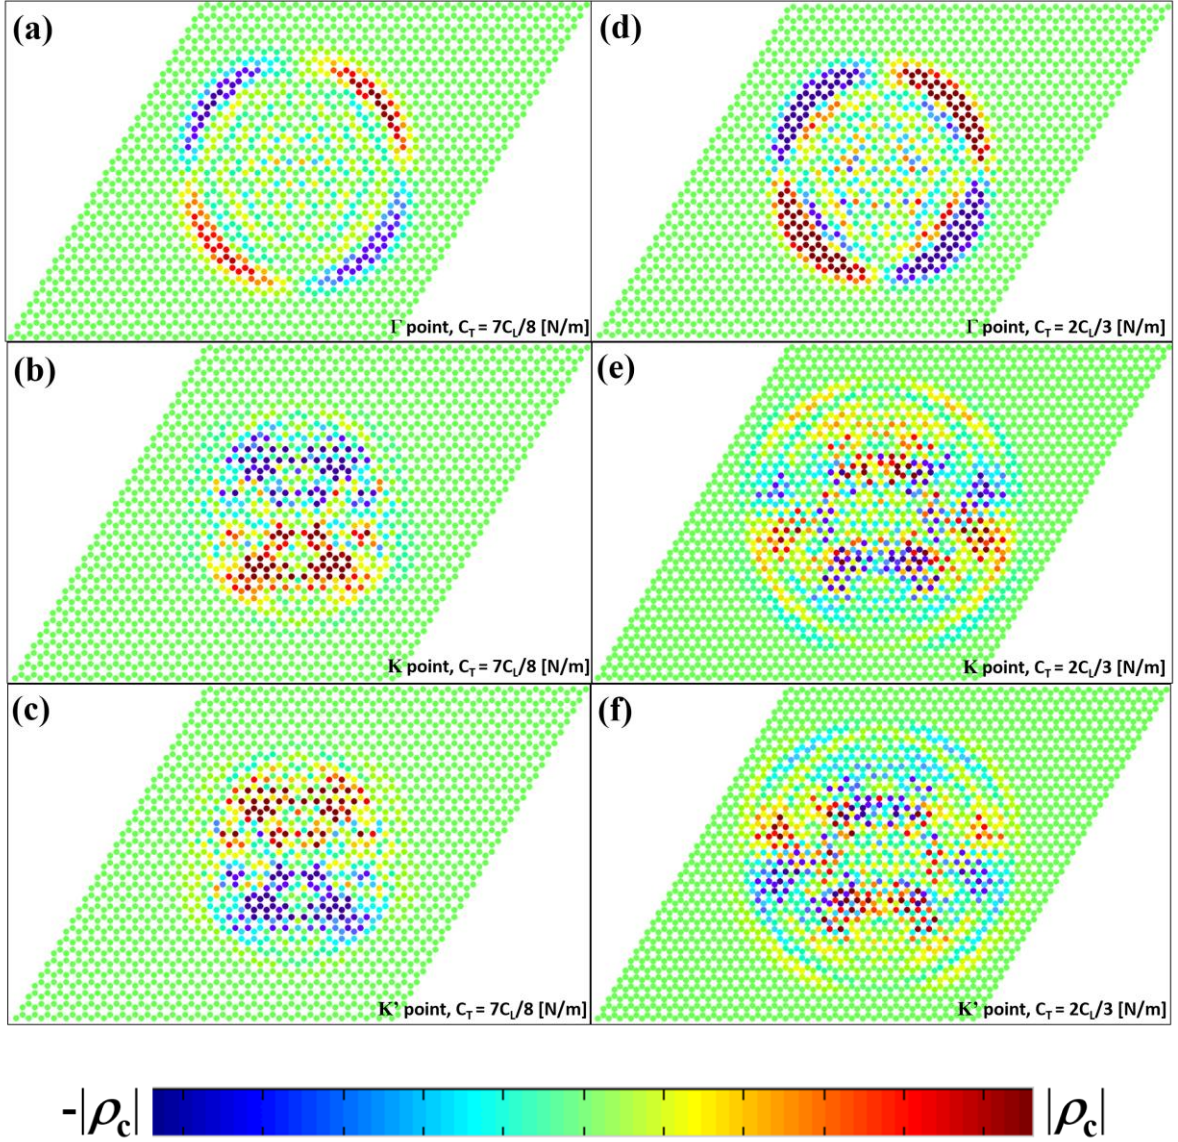 (a)
(d)
Γ point, C_T = 7C_L/8 [N/m]
Γ point, C_T = 2C_L/3 [N/m]
(b)
(e)
K point, C_T = 7C_L/8 [N/m]
K point, C_T = 2C_L/3 [N/m]
(c)
(f)
K' point, C_T = 7C_L/8 [N/m]
K' point, C_T = 2C_L/3 [N/m]
-|ρ_c|
|ρ_c|